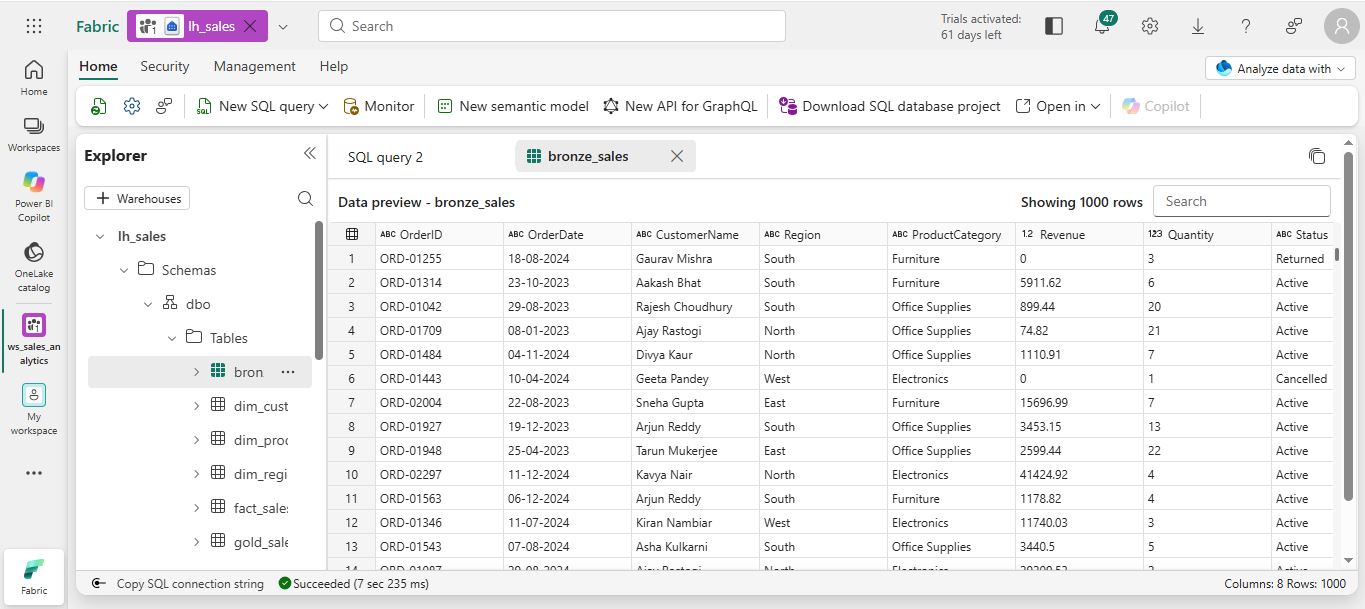 Fabric lh_sales Search Trials activated: 61 days left 47
Home Security Management Help Analyze data with
New SQL query Monitor New semantic model New API for GraphQL Download SQL database project Open in Copilot
Home
Workspaces
Power BI
Copilot
OneLake
catalog
ws_sales_an
alytics
My
workspace
Fabric
Explorer
Warehouses
lh_sales
Schemas
dbo
Tables
bron
dim_cust
dim_proc
dim_regi
fact_sales
gold_sale
SQL query 2 bronze_sales
Data preview - bronze_sales Showing 1000 rows Search
ABC OrderID ABC OrderDate ABC CustomerName ABC Region ABC ProductCategory 1.2 Revenue 123 Quantity ABC Status
1 ORD-01255 18-08-2024 Gaurav Mishra South Furniture 0 3 Returned
2 ORD-01314 23-10-2023 Aakash Bhat South Furniture 5911.62 6 Active
3 ORD-01042 29-08-2023 Rajesh Choudhury South Office Supplies 899.44 20 Active
4 ORD-01709 08-01-2023 Ajay Rastogi North Office Supplies 74.82 21 Active
5 ORD-01484 04-11-2024 Divya Kaur North Office Supplies 1110.91 7 Active
6 ORD-01443 10-04-2024 Geeta Pandey West Electronics 0 1 Cancelled
7 ORD-02004 22-08-2023 Sneha Gupta East Furniture 15696.99 7 Active
8 ORD-01927 19-12-2023 Arjun Reddy South Office Supplies 3453.15 13 Active
9 ORD-01948 25-04-2023 Tarun Mukerjee East Office Supplies 2599.44 22 Active
10 ORD-02297 11-12-2024 Kavya Nair North Electronics 41424.92 4 Active
11 ORD-01563 06-12-2024 Arjun Reddy South Furniture 1178.82 4 Active
12 ORD-01346 11-07-2024 Kiran Nambiar West Electronics 11740.03 3 Active
13 ORD-01543 07-08-2024 Asha Kulkarni South Office Supplies 3440.5 5 Active
Copy SQL connection string Succeeded (7 sec 235 ms) Columns: 8 Rows: 1000